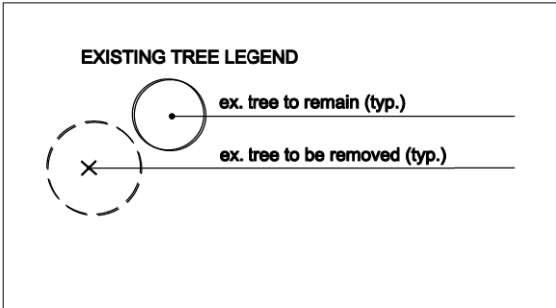 EXISTING TREE LEGEND
ex. tree to remain (typ.)
ex. tree to be removed (typ.)